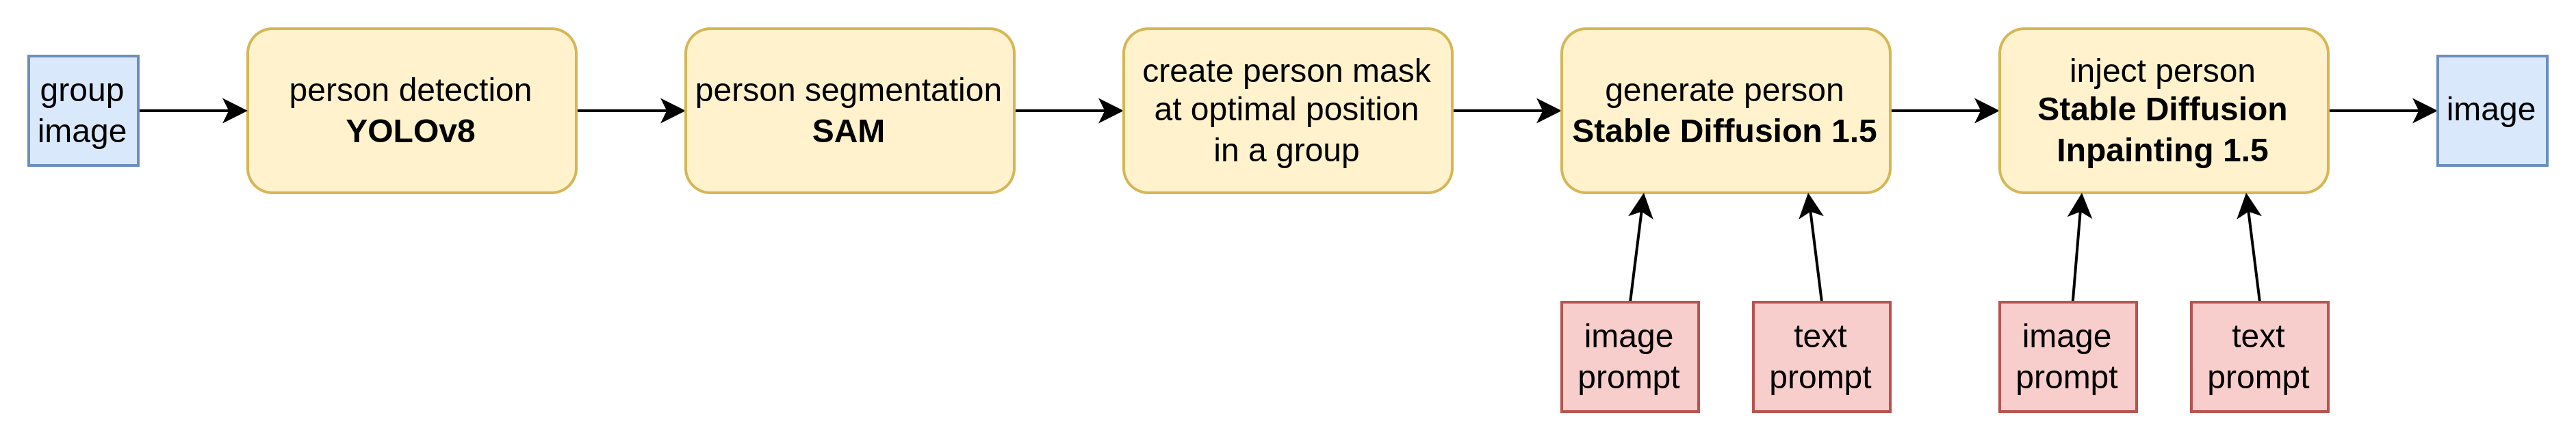 group
image
person detection
YOLOv8
person segmentation
SAM
create person mask
at optimal position
in a group
generate person
Stable Diffusion 1.5
inject person
Stable Diffusion
Inpainting 1.5
image
image
prompt
text
prompt
image
prompt
text
prompt